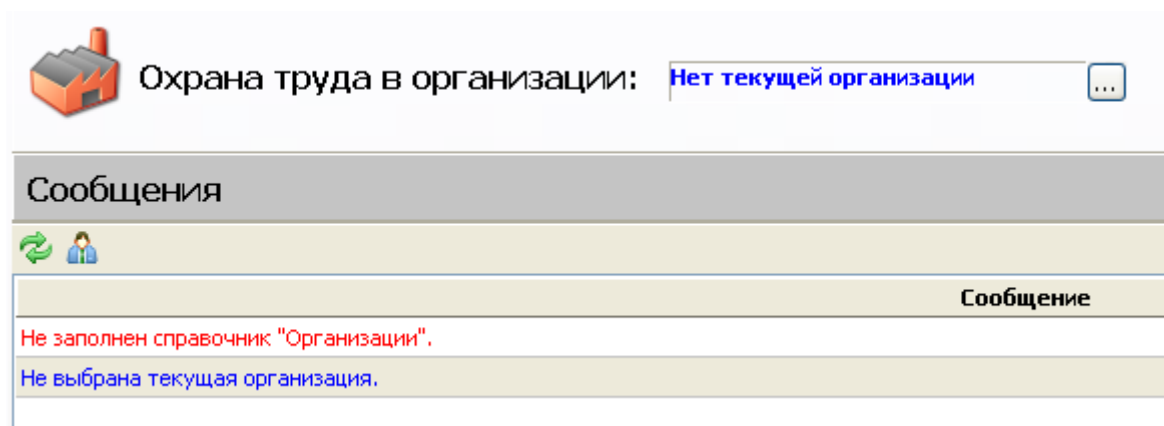 Охрана труда в организации: Нет текущей организации ...
Сообщения
Сообщение
Не заполнен справочник "Организации".
Не выбрана текущая организация.